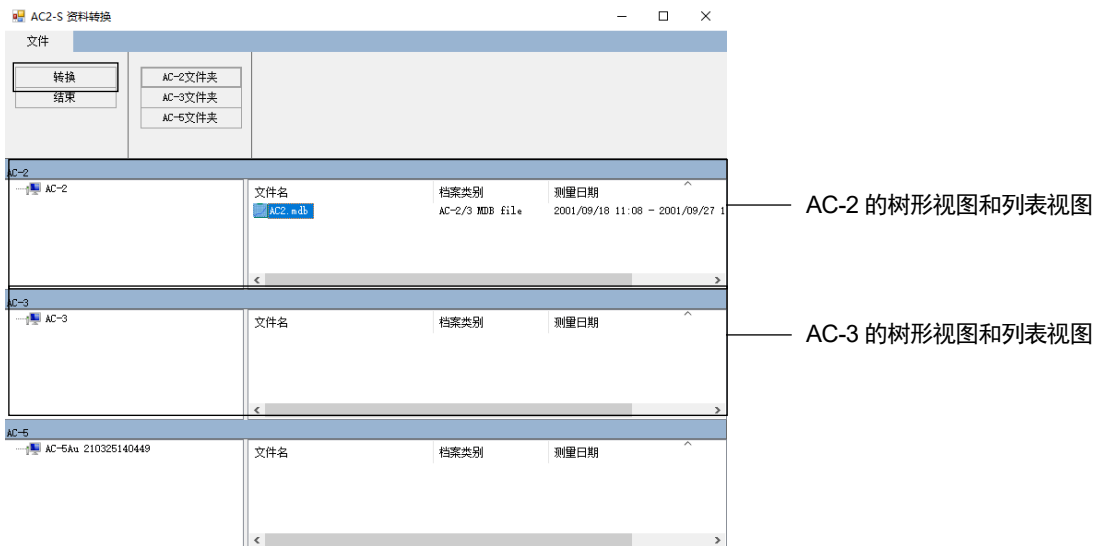 AC2-S 资料转换
文件
转换
结束
AC-2文件夹
AC-3文件夹
AC-5文件夹
AC-2
AC-2
文件名 档案类别 测量日期
AC2.mdb AC-2/3 MDB file 2001/09/18 11:08 - 2001/09/27 1
AC-2 的树形视图和列表视图
AC-3
AC-3
文件名 档案类别 测量日期
AC-3 的树形视图和列表视图
AC-5
AC-5Au 210325140449
文件名 档案类别 测量日期